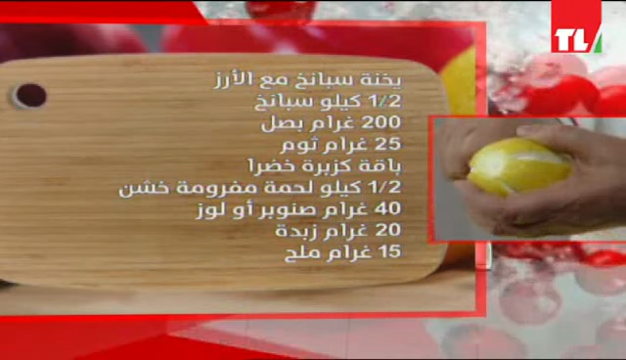 TL
يخنة سبانخ مع الأرز
1/2 كيلو سبانخ
200 غرام بصل
25 غرام ثوم
باقة كزبرة خضرا
1/2 كيلو لحمة مفرومة خشن
40 غرام صنوبر أو لوز
20 غرام زبدة
15 غرام ملح